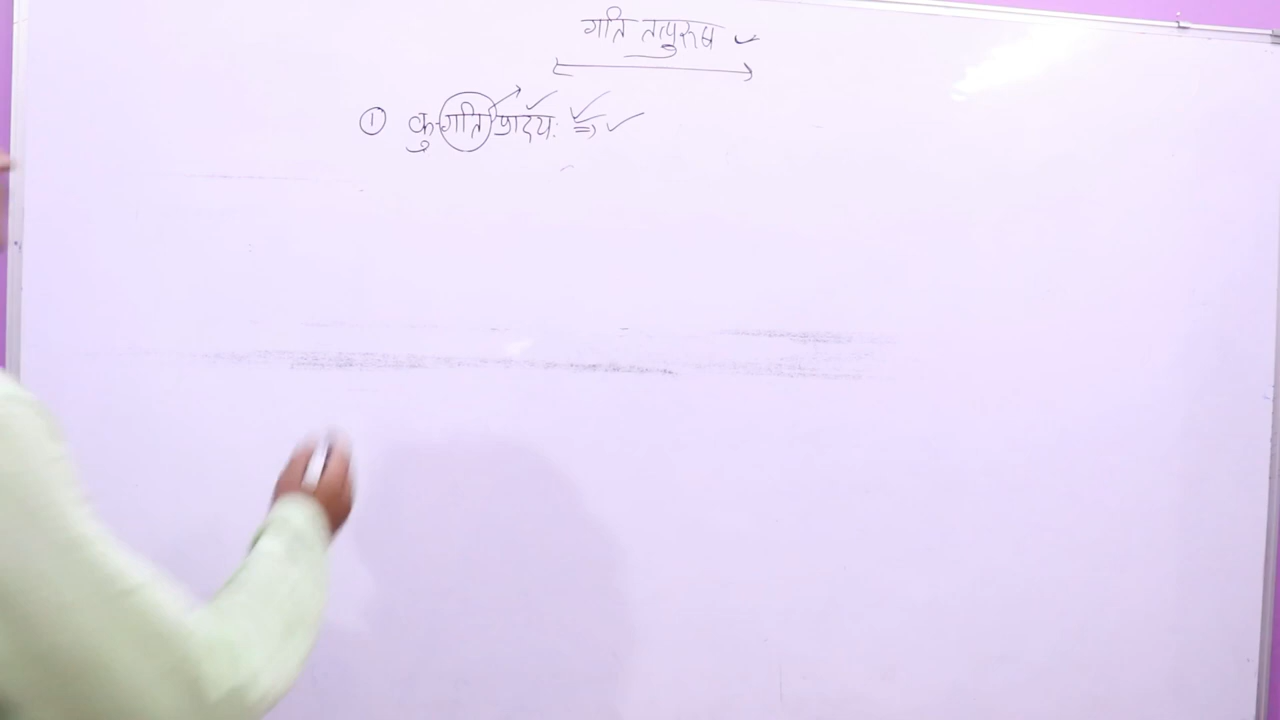 गति तत्पुरूष
① कु गति प्रादयः ⇒